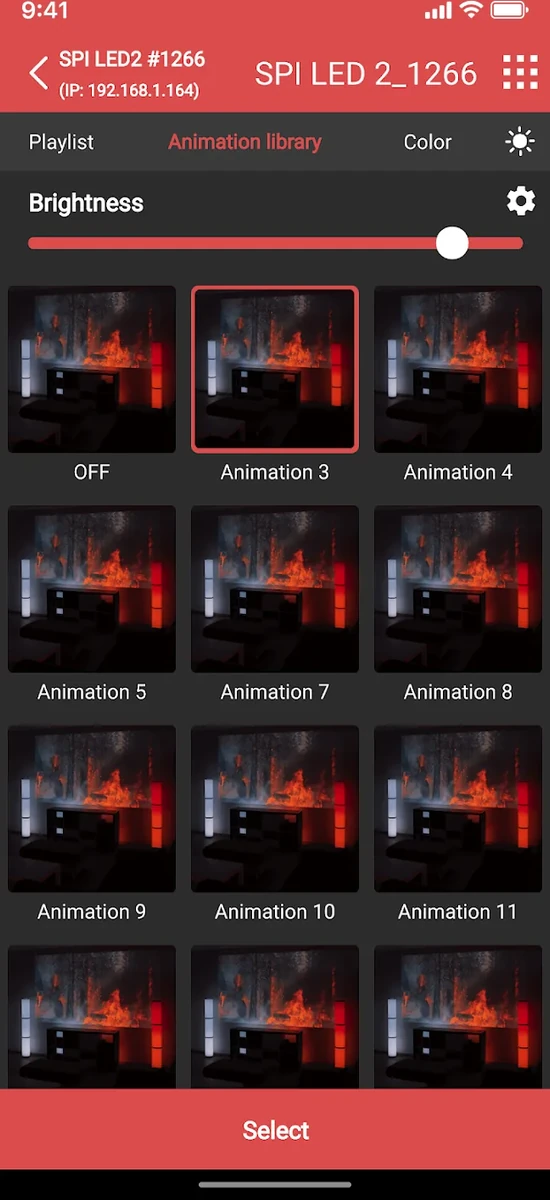 9:41
SPI LED2 #1266
(IP: 192.168.1.164)
SPI LED 2_1266
Playlist
Animation library
Color
Brightness
OFF
Animation 3
Animation 4
Animation 5
Animation 7
Animation 8
Animation 9
Animation 10
Animation 11
Select